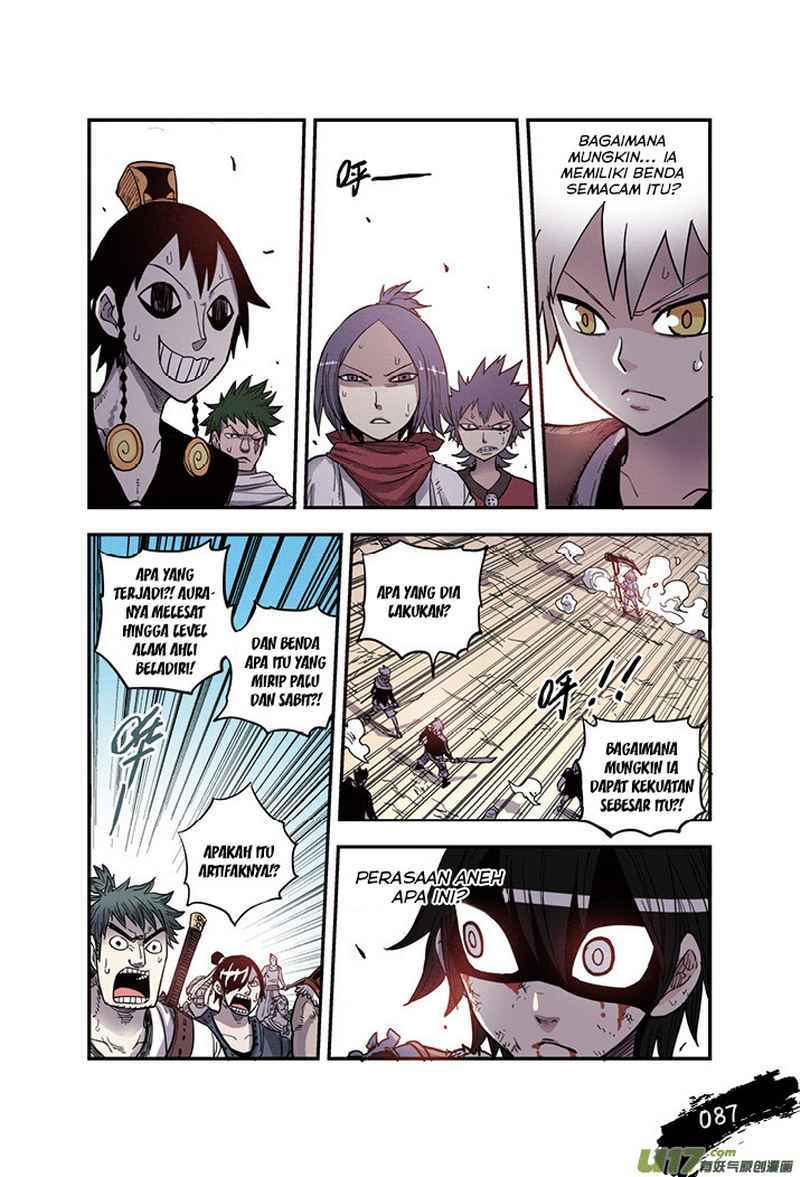 呼——
BAGAIMANA
MUNGKIN... IA
MEMILIKI BENDA
SEMACAM ITU?
APA YANG
TERJADI?! AURA-
NYA MELESAT
HINGGA LEVEL
ALAM AHLI
BELADIRI!
DAN BENDA
APA ITU YANG
MIRIP PALU
DAN SABIT?!
APAKAH ITU
ARTIFAKNYA!?
APA YANG DIA
LAKUKAN?
呼!!
BAGAIMANA
MUNGKIN IA
DAPAT KEKUATAN
SEBESAR ITU?!
PERASAAN ANEH
APA INI?
087
U17.com
有妖气原创漫画